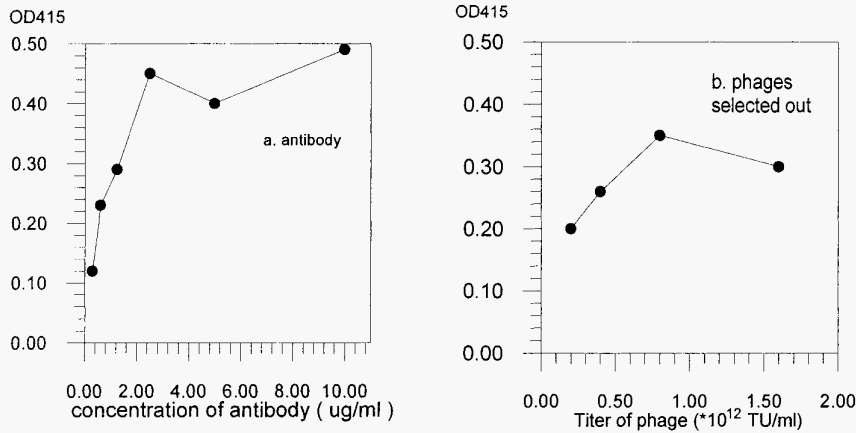 OD415
0.50
0.40
0.30
0.20
0.10
0.00
a. antibody
0.00 2.00 4.00 6.00 8.00 10.00
concentration of antibody ( ug/ml )
OD415
0.50
0.40
0.30
0.20
0.10
0.00
b. phages
selected out
0.00 0.50 1.00 1.50 2.00
Titer of phage (*10¹² TU/ml)